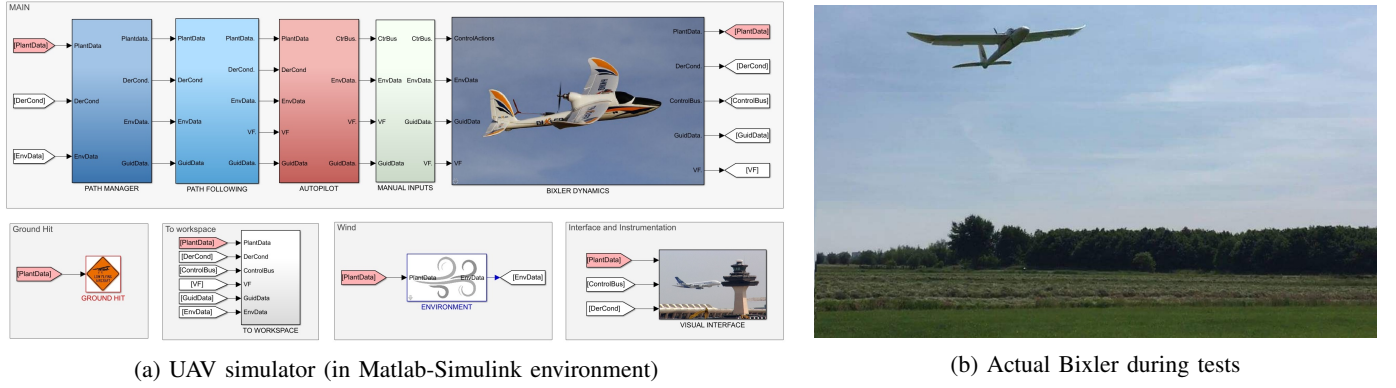 MAIN
[PlantData]
[DerCond]
[EnvData]
PlantData
DerCond
EnvData
Plantdata.
DerCond.
EnvData.
GuidData.
PATH MANAGER
PlantData
DerCond
EnvData
GuidData
PlantData.
DerCond.
EnvData.
VF.
GuidData.
PATH FOLLOWING
PlantData
DerCond
EnvData
VF
GuidData
CtrBus.
EnvData.
VF.
GuidData.
AUTOPILOT
CtrBus
EnvData
VF
GuidData
CtrBus.
EnvData.
GuidData.
VF.
MANUAL INPUTS
ControlActions
EnvData
GuidData
VF
PlantData.
DerCond.
ControlBus.
GuidData.
VF.
BIXLER DYNAMICS
[PlantData]
[DerCond]
[ControlBus]
[GuidData]
[VF]
Ground Hit
[PlantData]
GROUND HIT
To workspace
[PlantData]
[DerCond]
[ControlBus]
[VF]
[GuidData]
[EnvData]
PlantData
DerCond
ControlBus
VF
GuidData
EnvData
TO WORKSPACE
Wind
[PlantData]
PlantData
EnvData
[EnvData]
ENVIRONMENT
Interface and Instrumentation
[PlantData]
[ControlBus]
[DerCond]
VISUAL INTERFACE
(a) UAV simulator (in Matlab-Simulink environment)
(b) Actual Bixler during tests